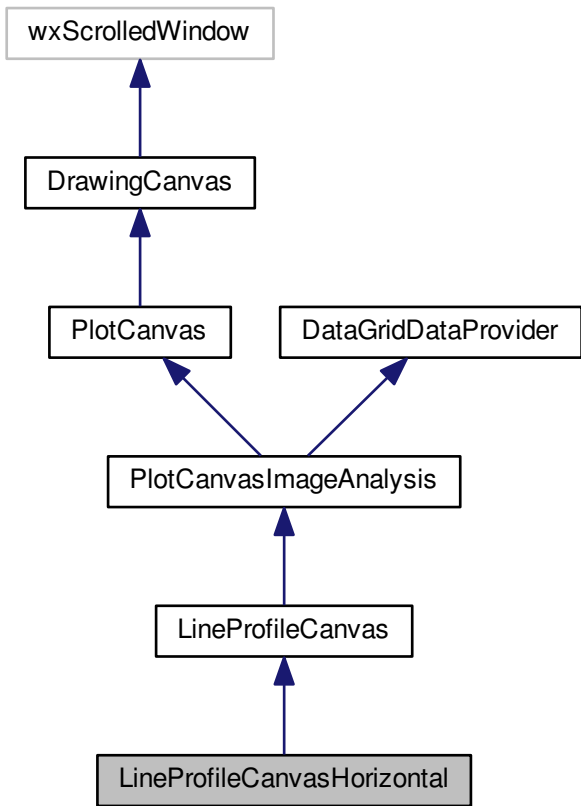 wxScrolledWindow
DrawingCanvas
PlotCanvas
DataGridDataProvider
PlotCanvasImageAnalysis
LineProfileCanvas
LineProfileCanvasHorizontal